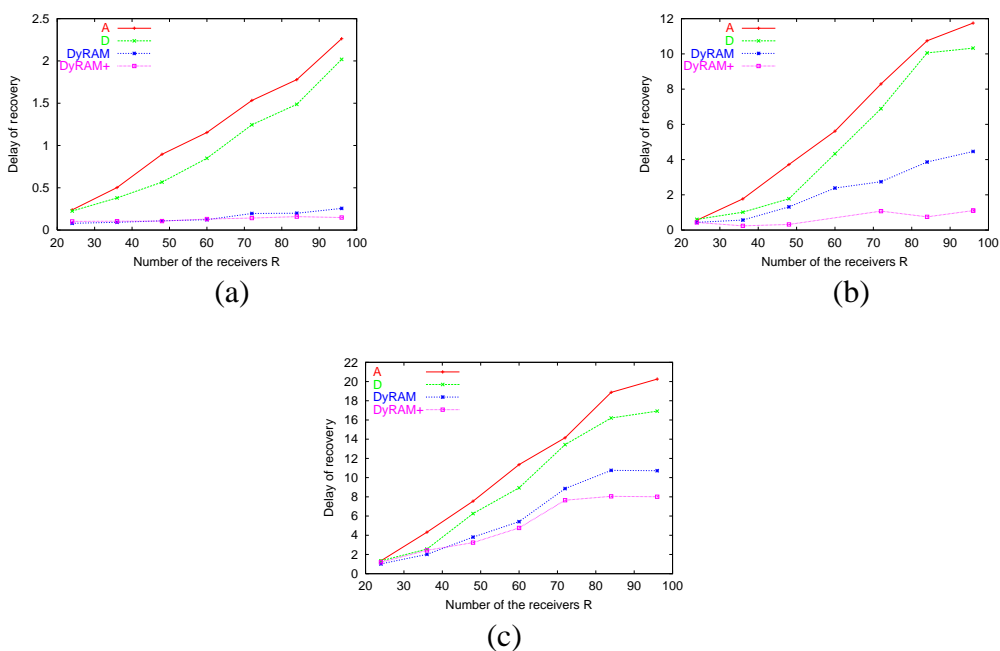 2.5
2
1.5
1
0.5
0
A
D
DyRAM
DyRAM+
Delay of recovery
20 30 40 50 60 70 80 90 100
Number of the receivers R
(a)
12
10
8
6
4
2
0
A
D
DyRAM
DyRAM+
Delay of recovery
20 30 40 50 60 70 80 90 100
Number of the receivers R
(b)
22
20
18
16
14
12
10
8
6
4
2
0
A
D
DyRAM
DyRAM+
Delay of recovery
20 30 40 50 60 70 80 90 100
Number of the receivers R
(c)